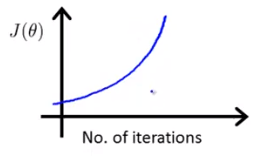 J(θ)
No. of iterations